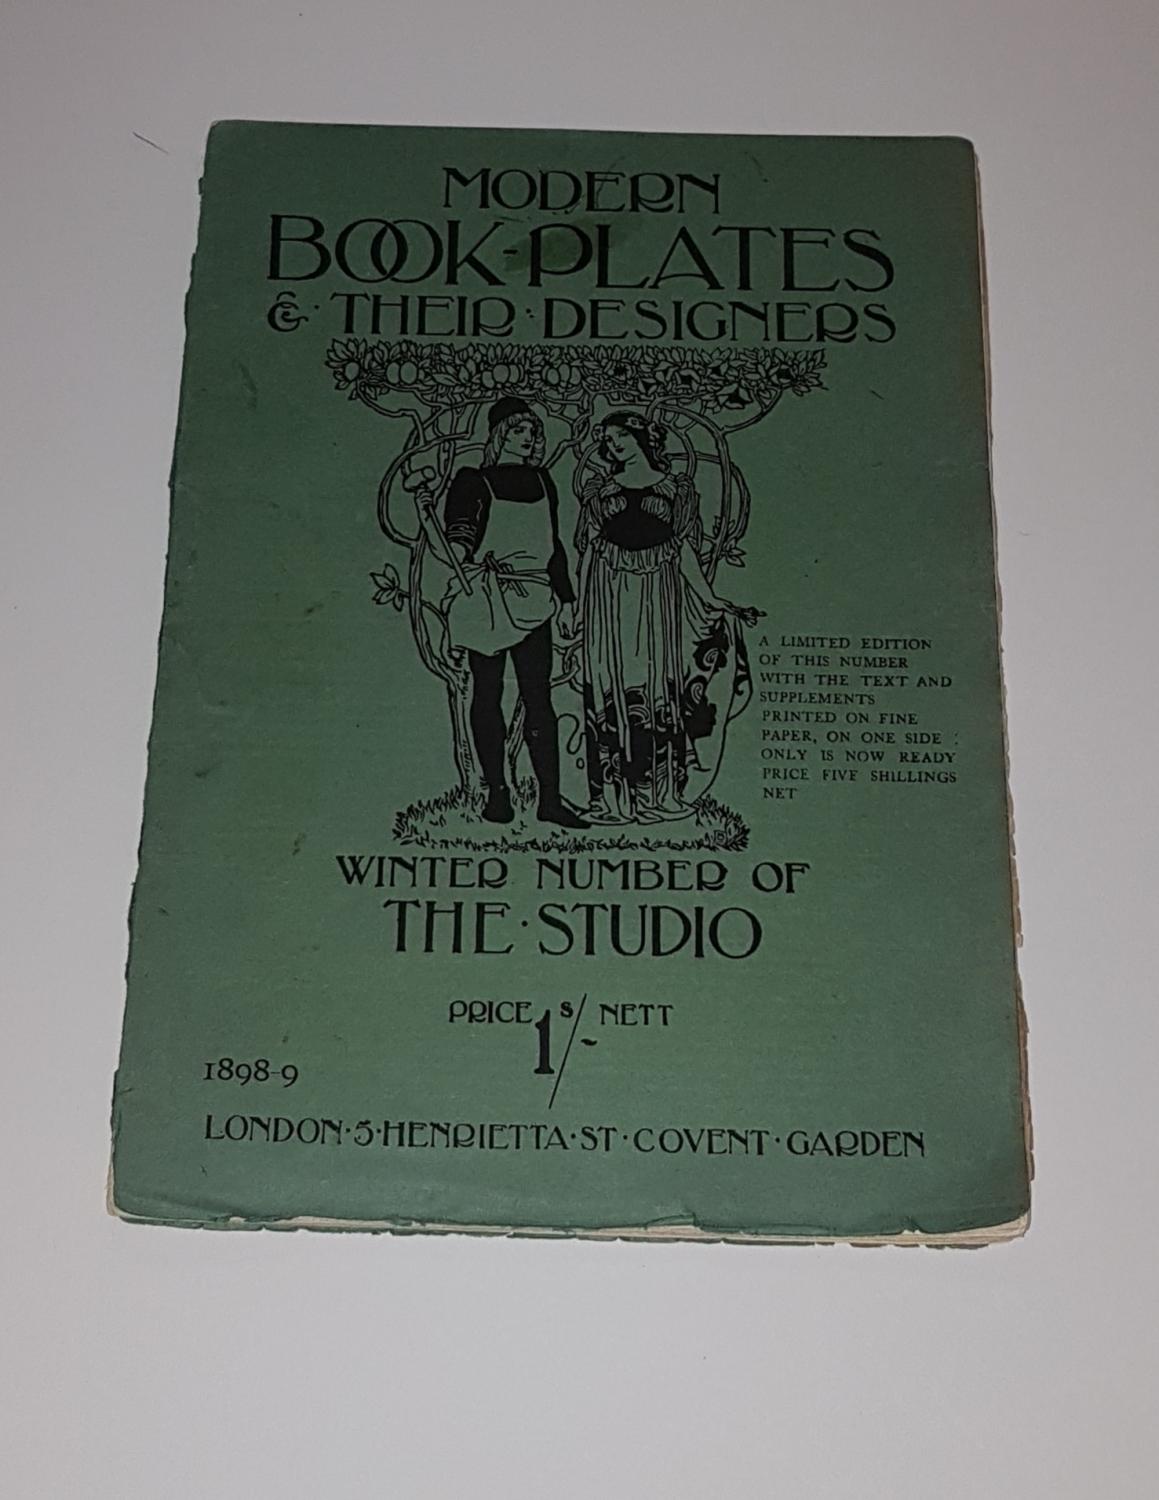 MODERN
BOOK-PLATES
& · THEIR · DESIGNERS
A LIMITED EDITION
OF THIS NUMBER
WITH THE TEXT AND
SUPPLEMENTS
PRINTED ON FINE
PAPER, ON ONE SIDE
ONLY IS NOW READY
PRICE FIVE SHILLINGS
NET
WINTER NUMBER OF
THE · STUDIO
PRICE 1s/- NETT
1898-9
LONDON · 5 · HENRIETTA · ST · COVENT · GARDEN